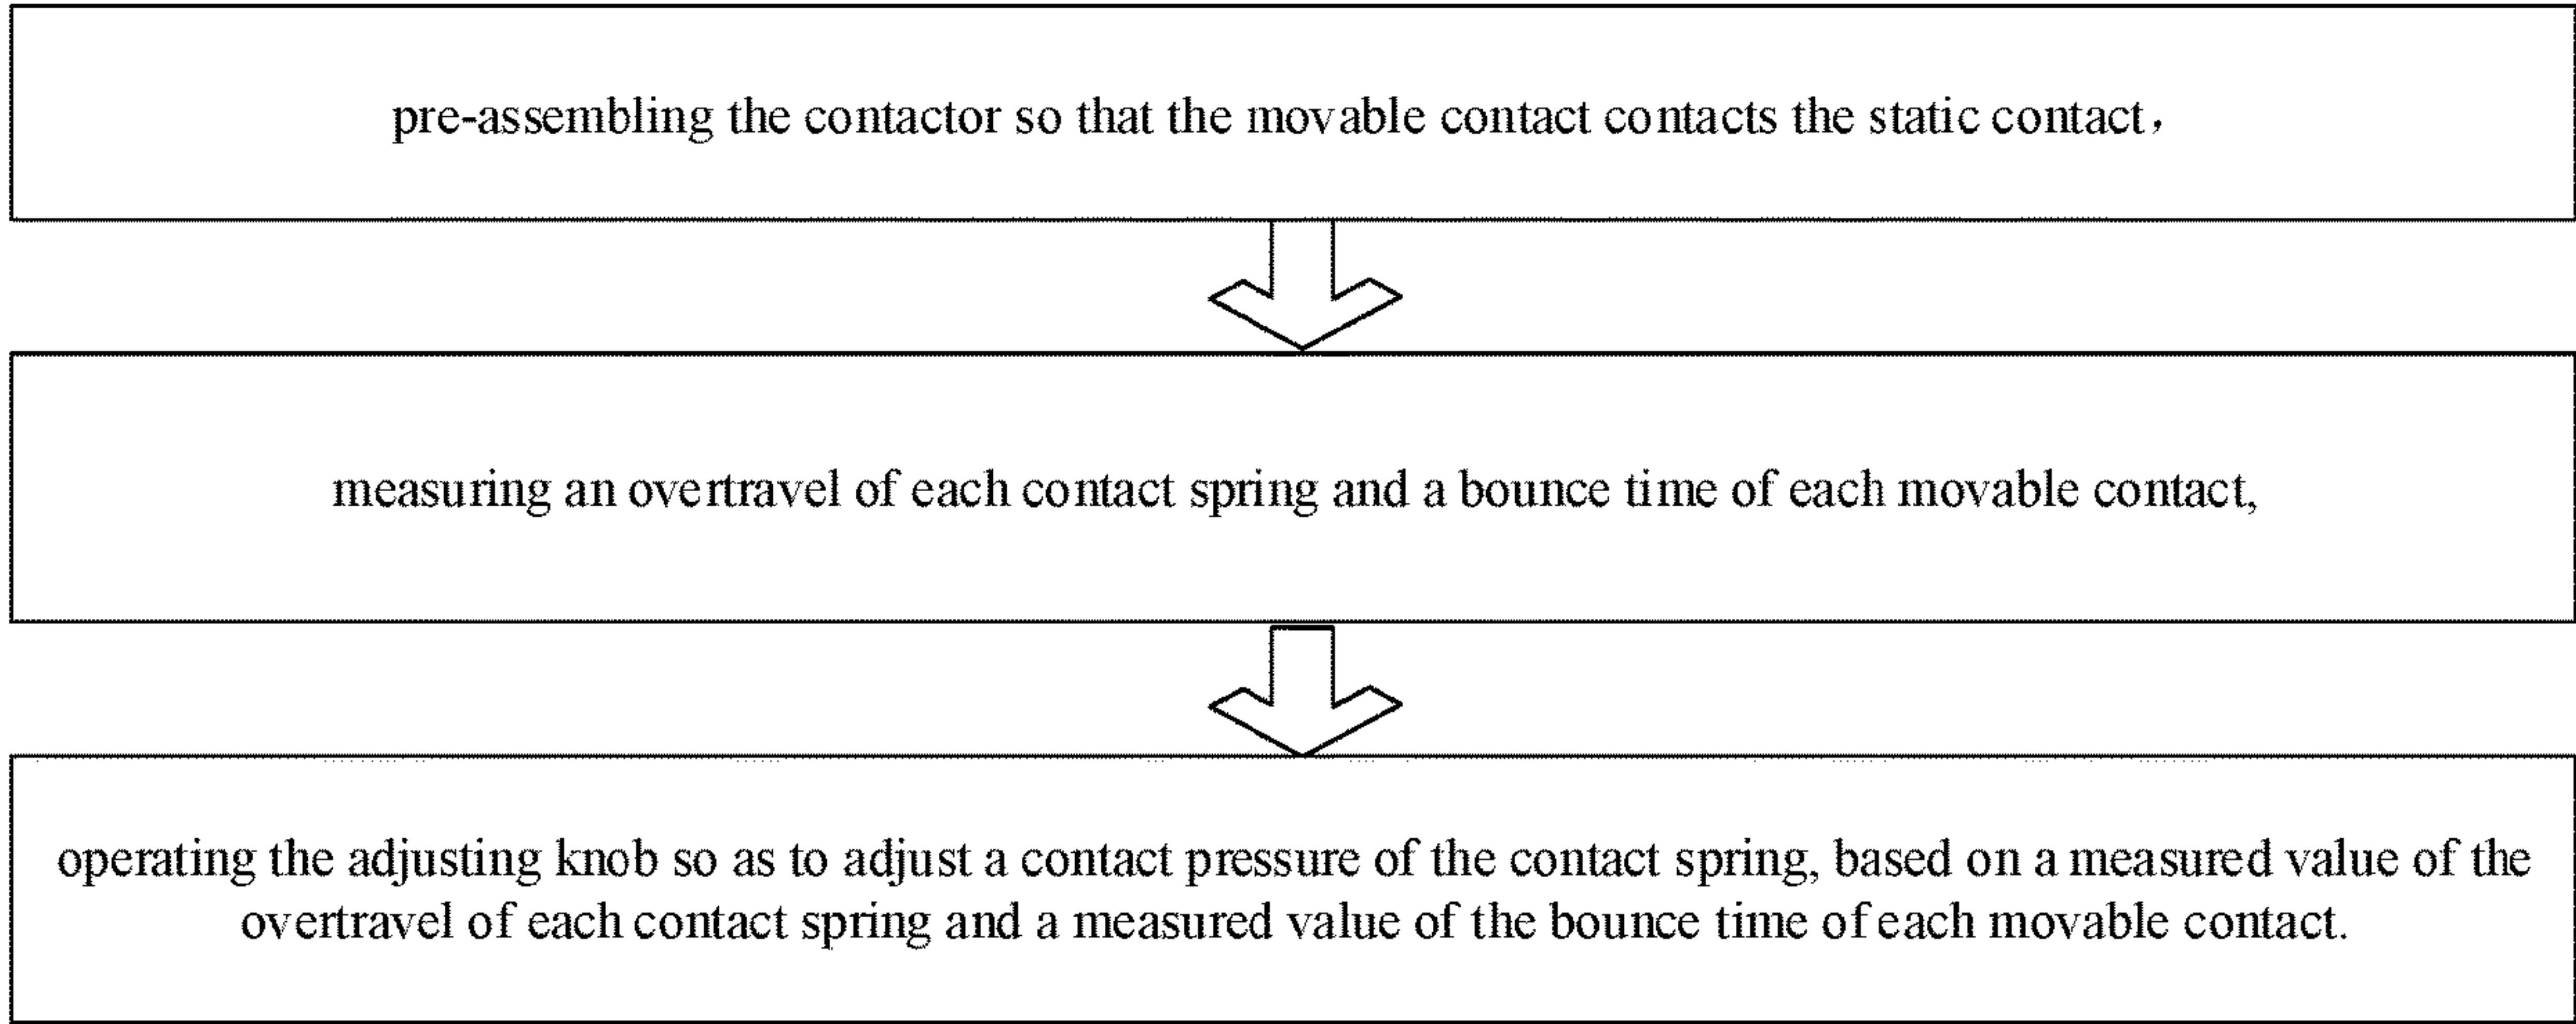 pre-assembling the contactor so that the movable contact contacts the static contact，
measuring an overtravel of each contact spring and a bounce time of each movable contact,
operating the adjusting knob so as to adjust a contact pressure of the contact spring, based on a measured value of the
overtravel of each contact spring and a measured value of the bounce time of each movable contact.